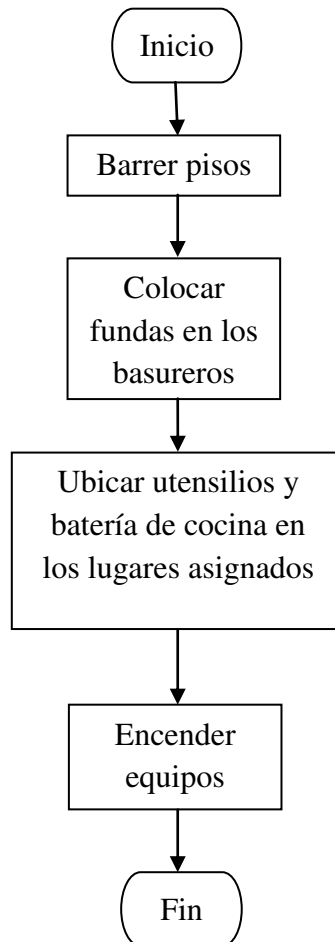 Inicio
Barrer pisos
Colocar
fundas en los
basureros
Ubicar utensilios y
batería de cocina en
los lugares asignados
Encender
equipos
Fin